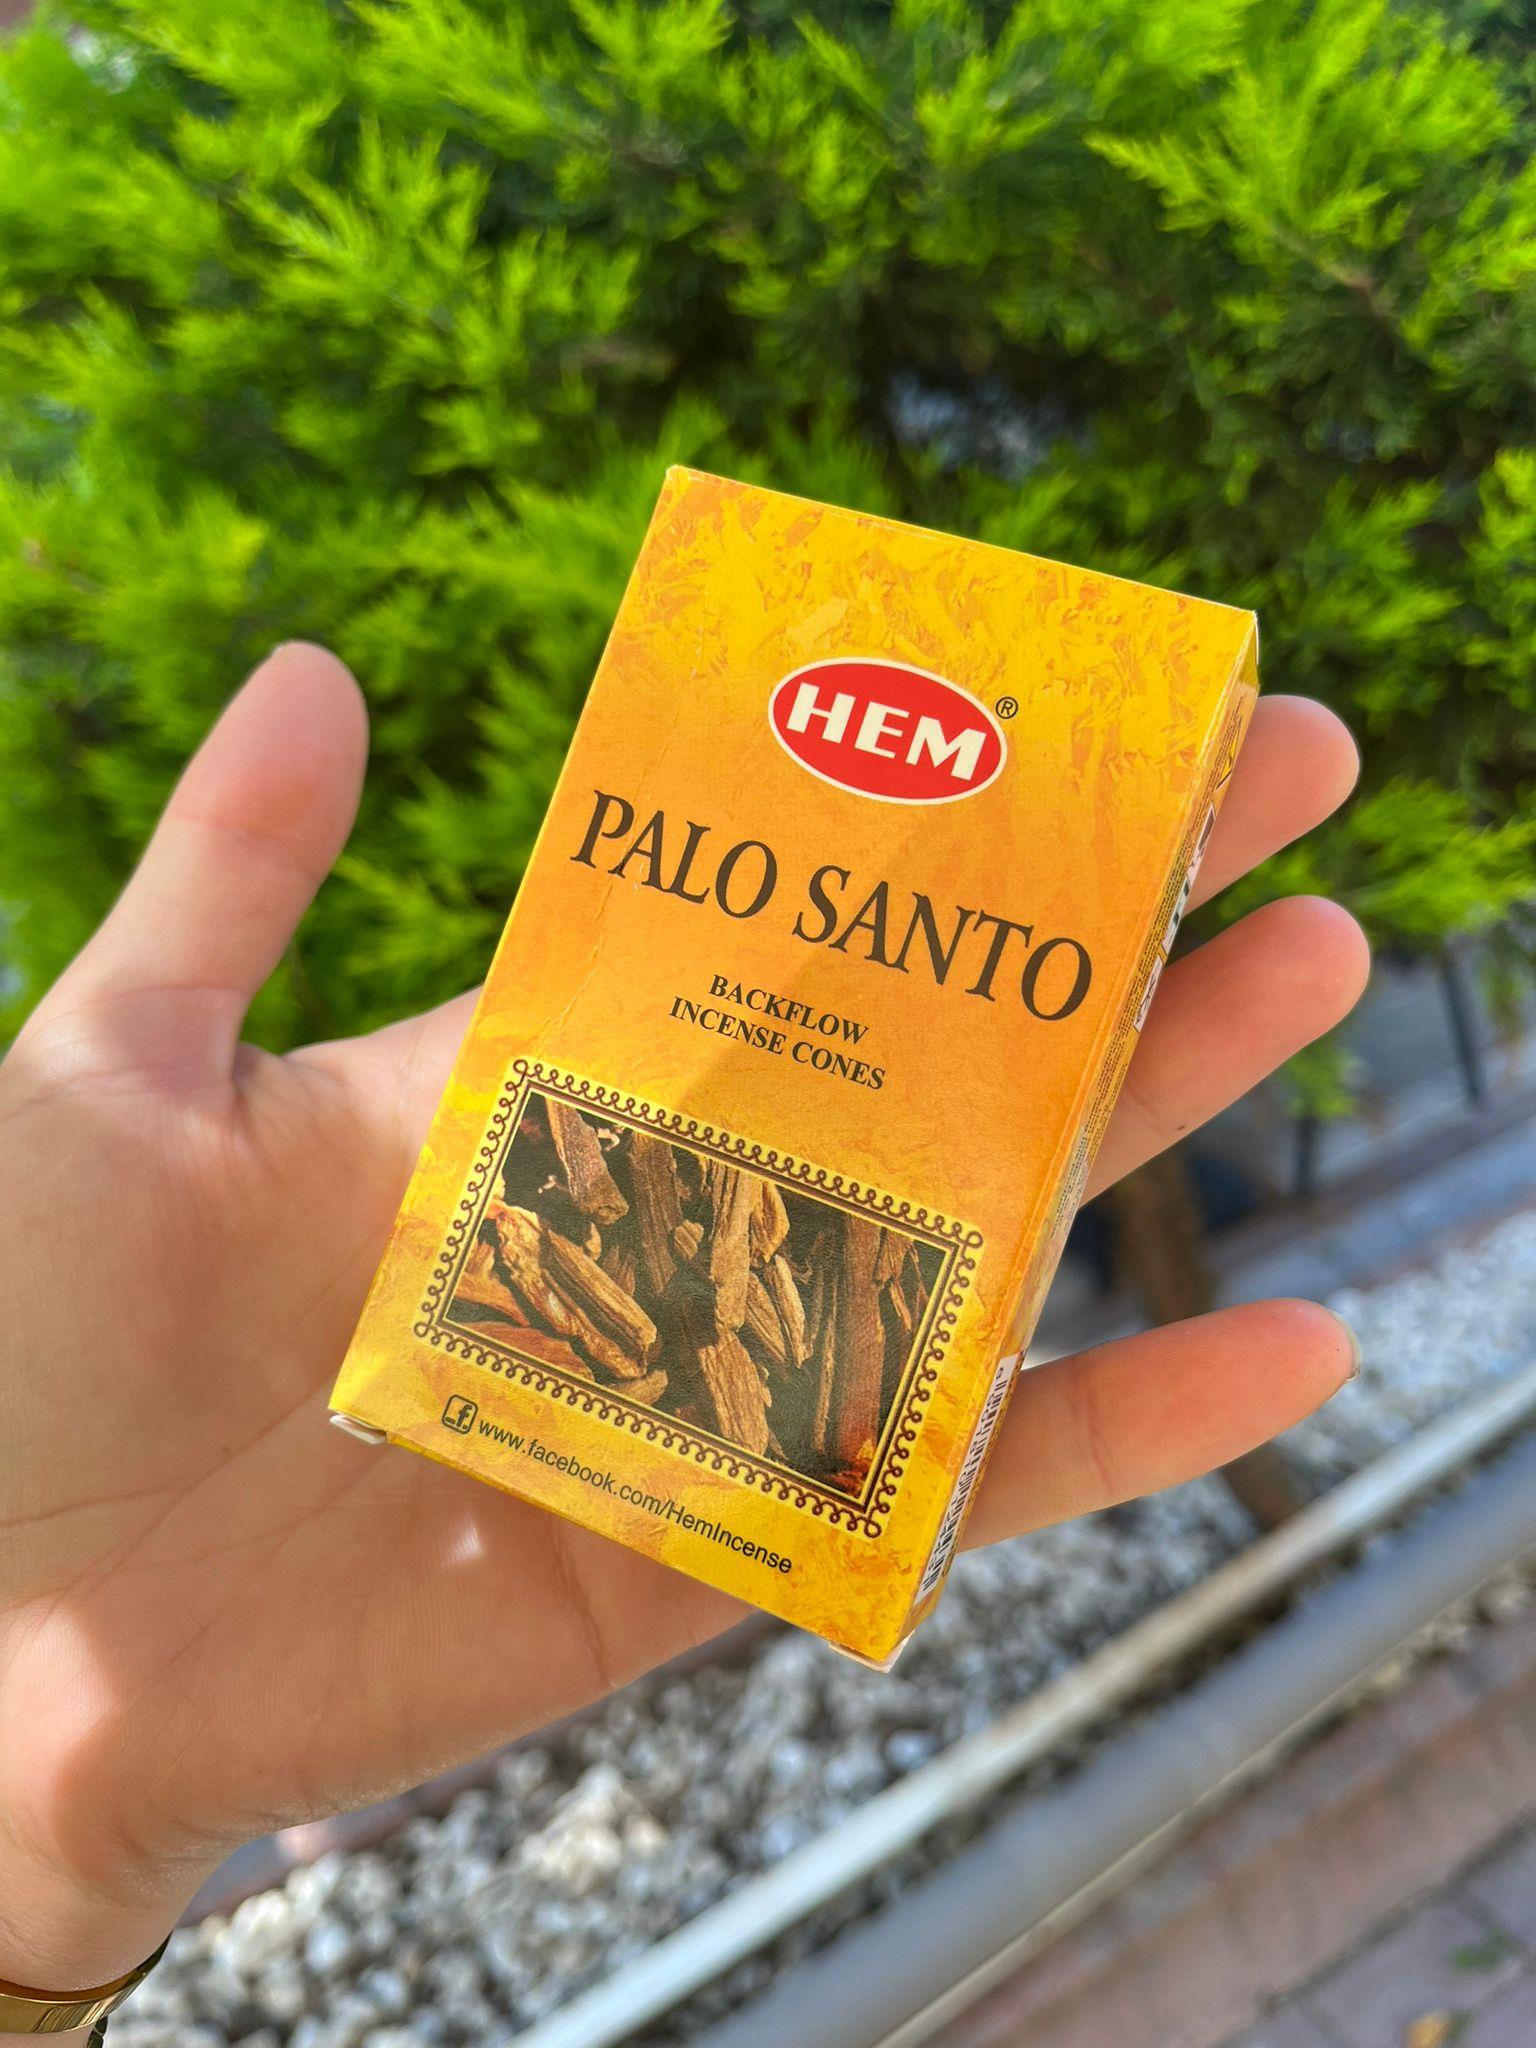 HEM®
PALO SANTO
BACKFLOW
INCENSE CONES
f www.facebook.com/HemIncense